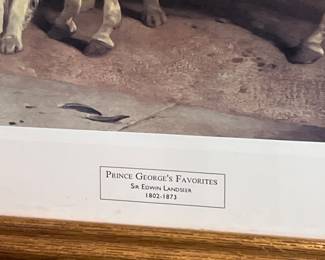 Prince George's Favorites
Sir Edwin Landseer
1802-1873